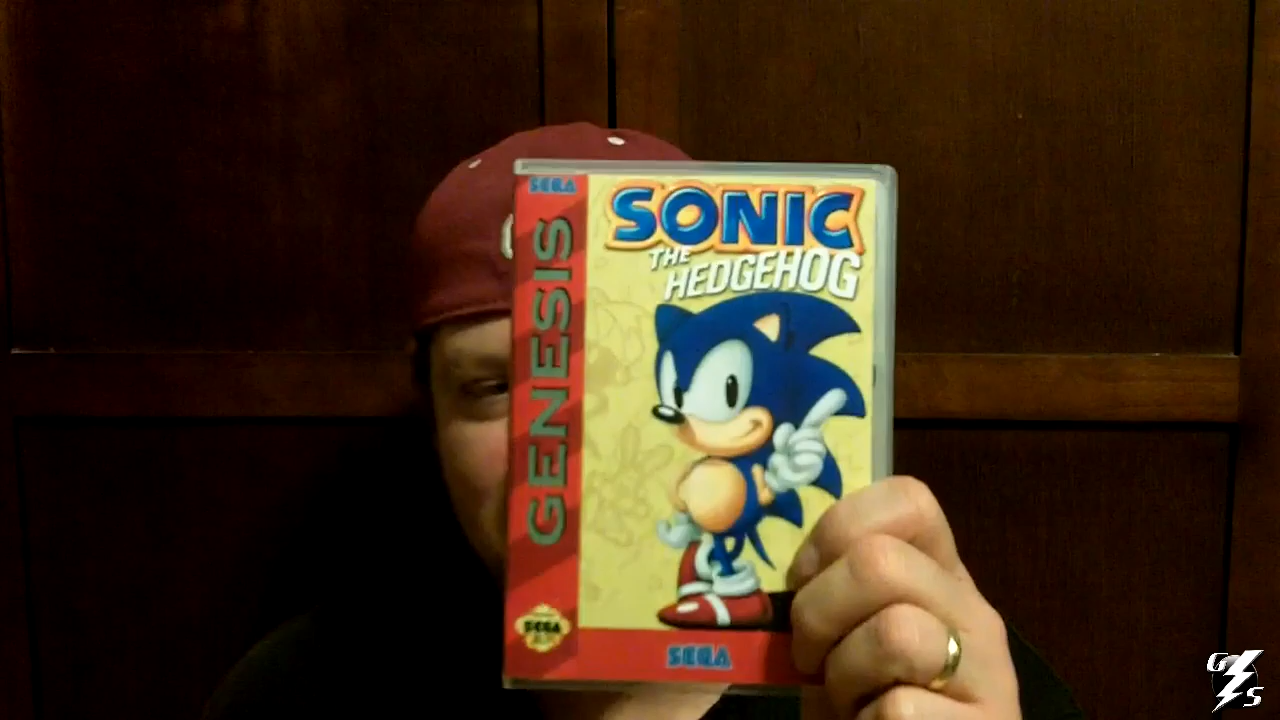 SEGA
GENESIS
SONIC
THE
HEDGEHOG
SEGA
SEGA
G S